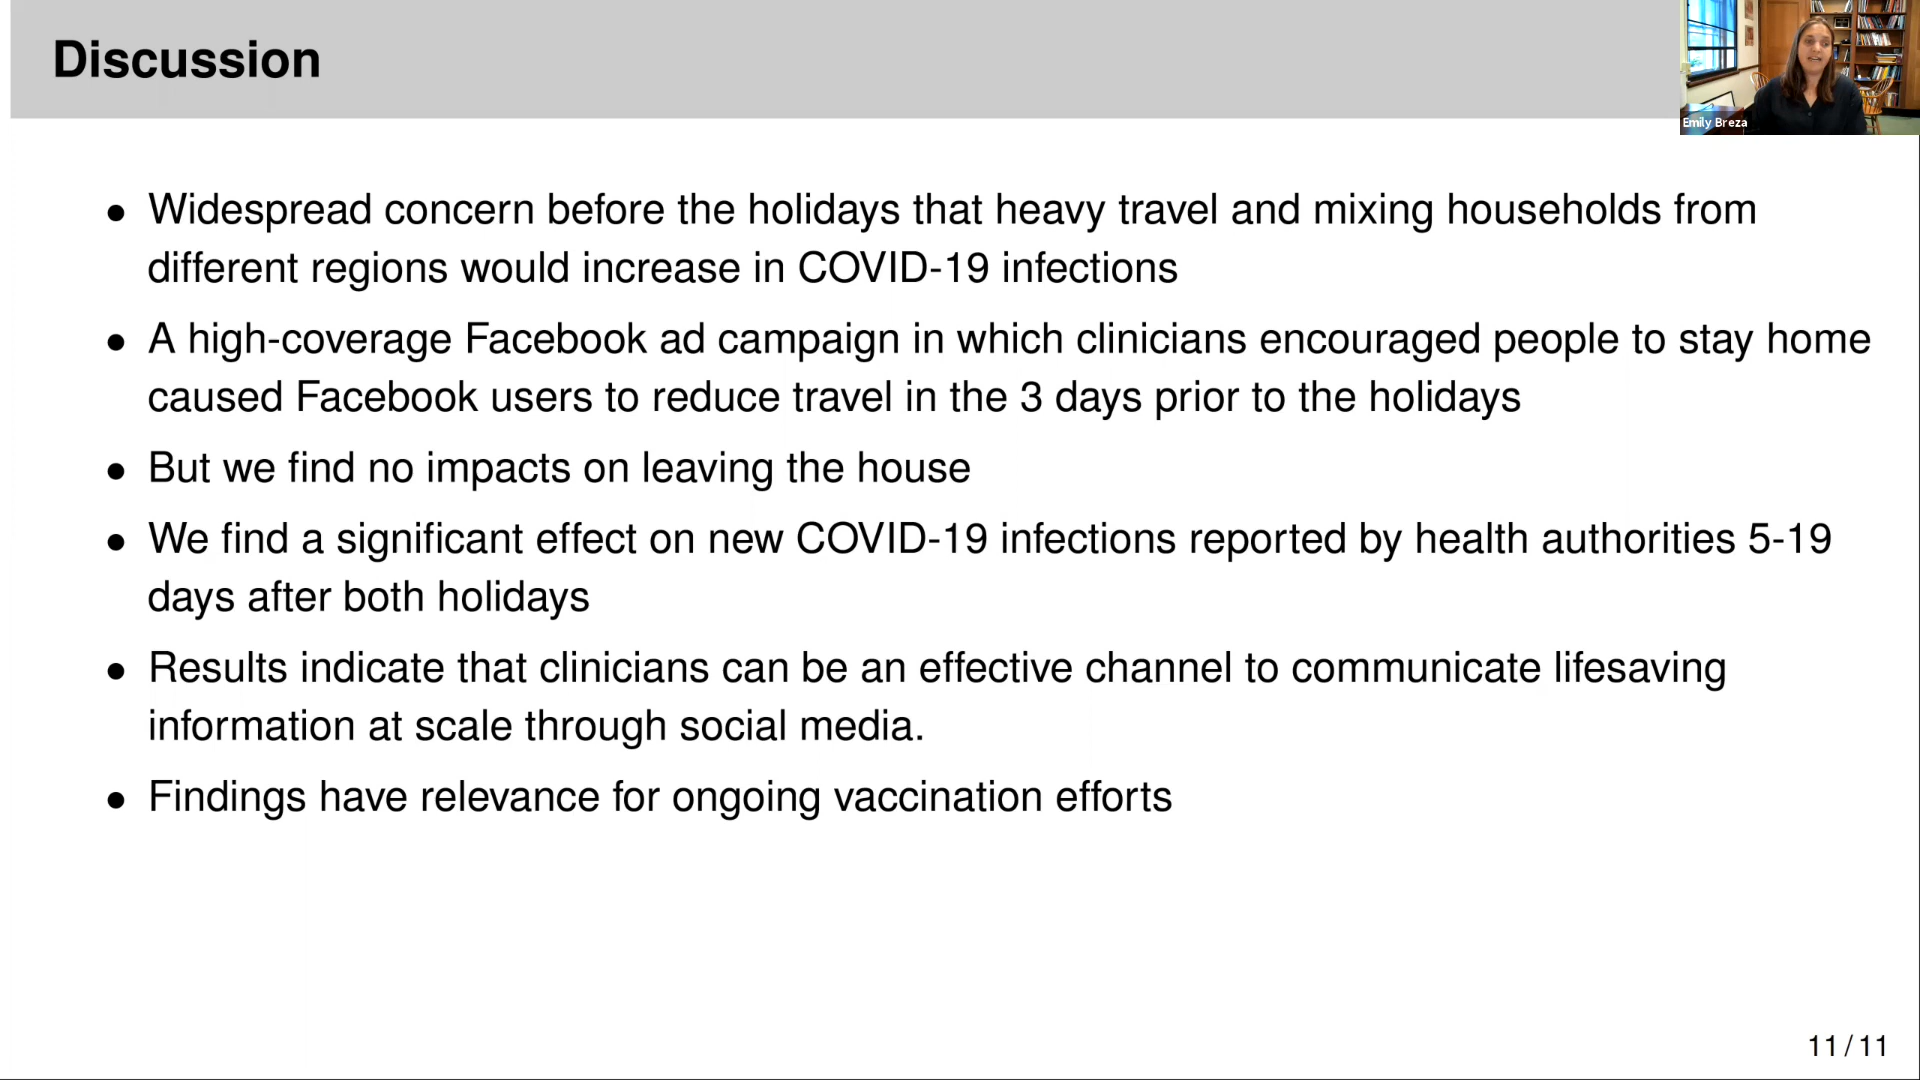 Discussion
Emily Breza
• Widespread concern before the holidays that heavy travel and mixing households from
different regions would increase in COVID-19 infections
• A high-coverage Facebook ad campaign in which clinicians encouraged people to stay home
caused Facebook users to reduce travel in the 3 days prior to the holidays
• But we find no impacts on leaving the house
• We find a significant effect on new COVID-19 infections reported by health authorities 5-19
days after both holidays
• Results indicate that clinicians can be an effective channel to communicate lifesaving
information at scale through social media.
• Findings have relevance for ongoing vaccination efforts
11 / 11